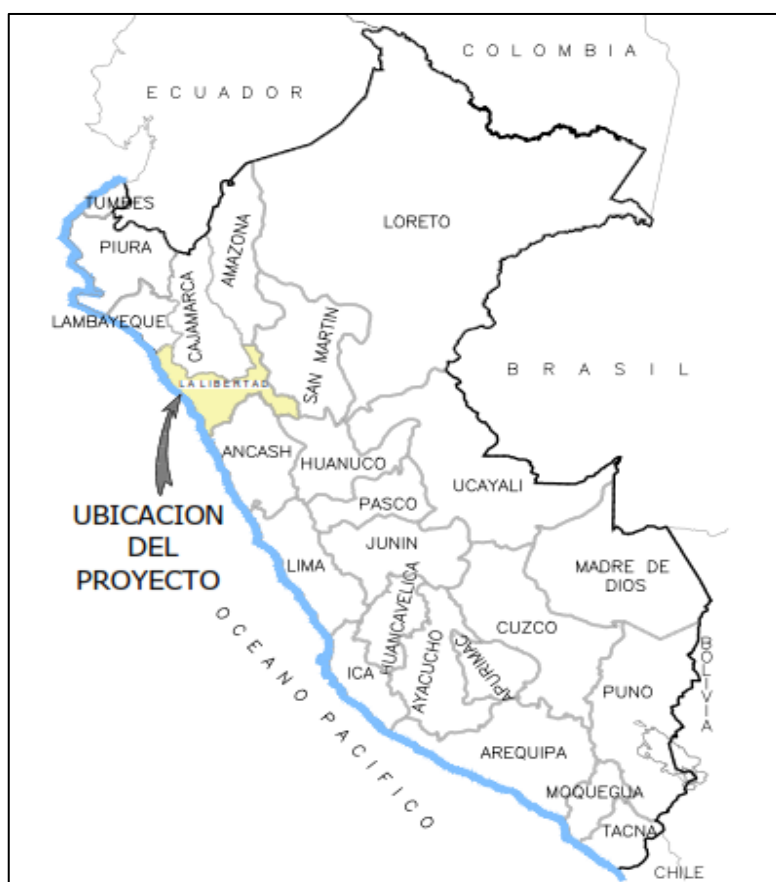 COLOMBIA
ECUADOR
TUMBES
LORETO
PIURA
AMAZONA
CAJAMARCA
LAMBAYEQUE
SAN MARTIN
BRASIL
LA LIBERTAD
ANCASH
HUANUCO
UCAYALI
PASCO
UBICACION
DEL
PROYECTO
JUNIN
LIMA
MADRE DE
DIOS
HUANCAVELICA
CUZCO
OCEANO PACIFICO
ICA
AYACUCHO
APURIMAC
PUNO
BOLIVIA
AREQUIPA
MOQUEGUA
TACNA
CHILE